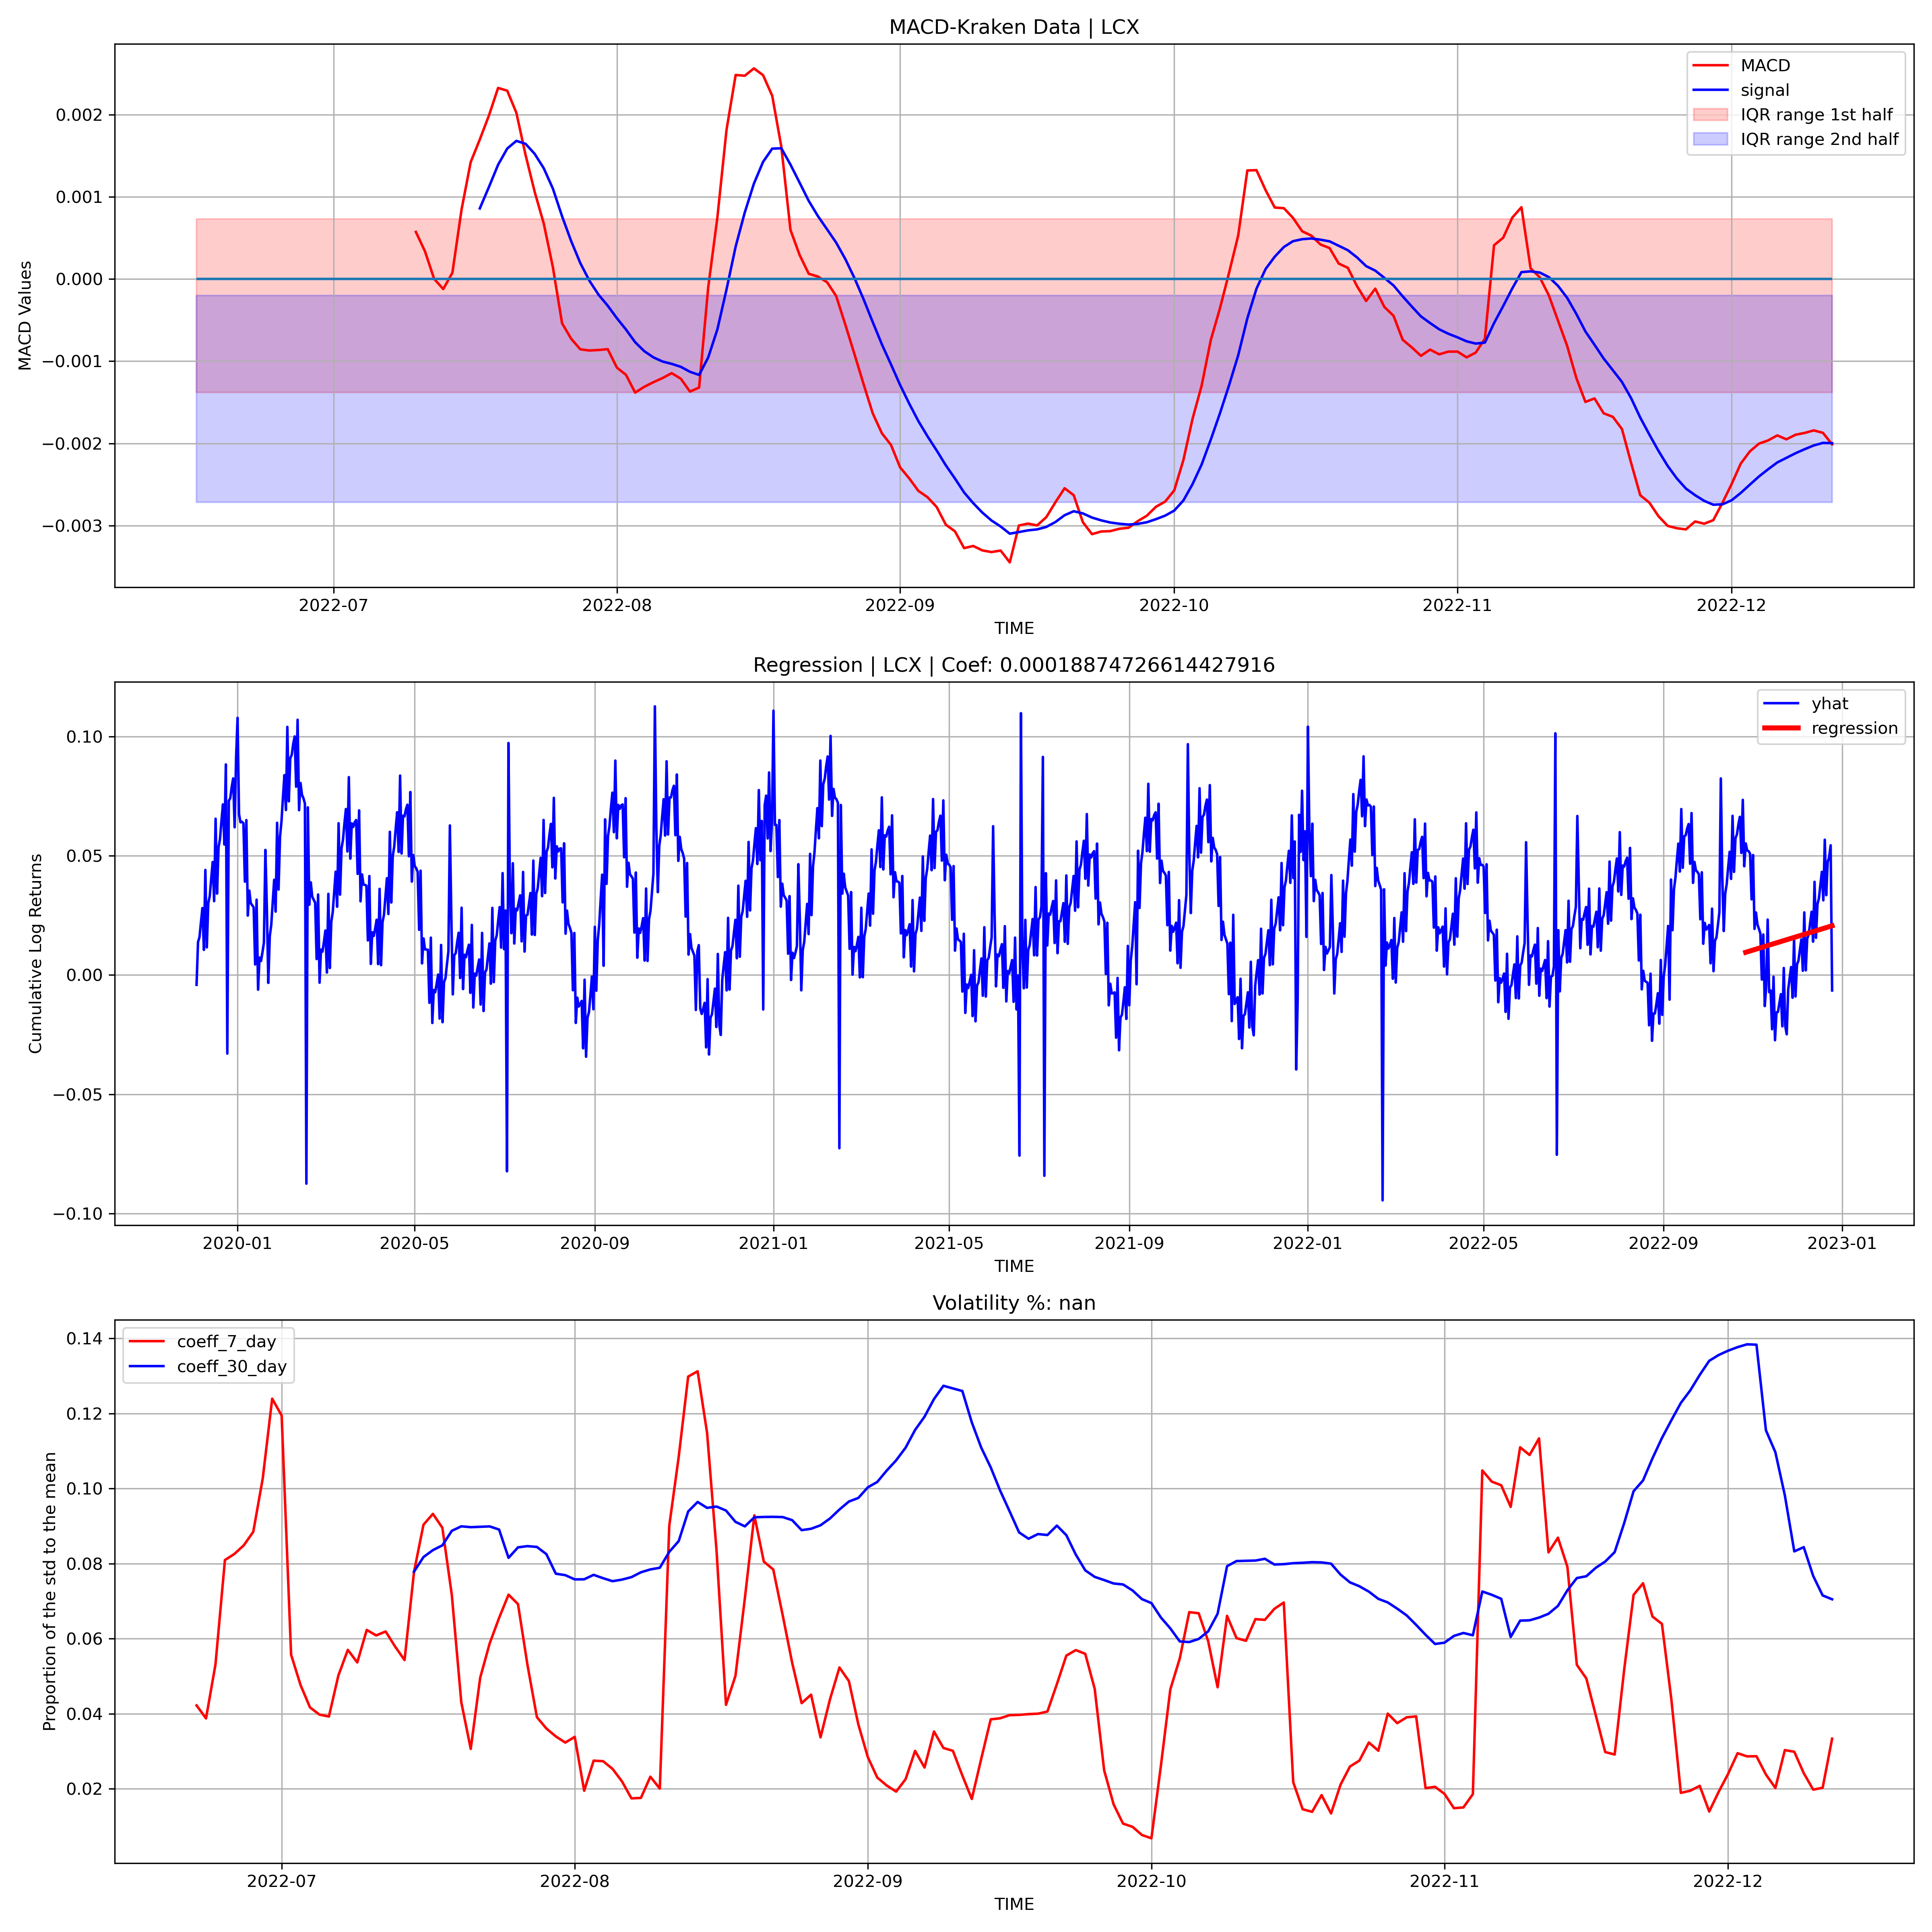 MACD-Kraken Data | LCX
MACD
signal
IQR range 1st half
IQR range 2nd half
MACD Values
0.002
0.001
0.000
−0.001
−0.002
−0.003
2022-07
2022-08
2022-09
2022-10
2022-11
2022-12
TIME
Regression | LCX | Coef: 0.00018874726614427916
yhat
regression
Cumulative Log Returns
0.10
0.05
0.00
−0.05
−0.10
2020-01
2020-05
2020-09
2021-01
2021-05
2021-09
2022-01
2022-05
2022-09
2023-01
TIME
Volatility %: nan
coeff_7_day
coeff_30_day
Proportion of the std to the mean
0.14
0.12
0.10
0.08
0.06
0.04
0.02
2022-07
2022-08
2022-09
2022-10
2022-11
2022-12
TIME